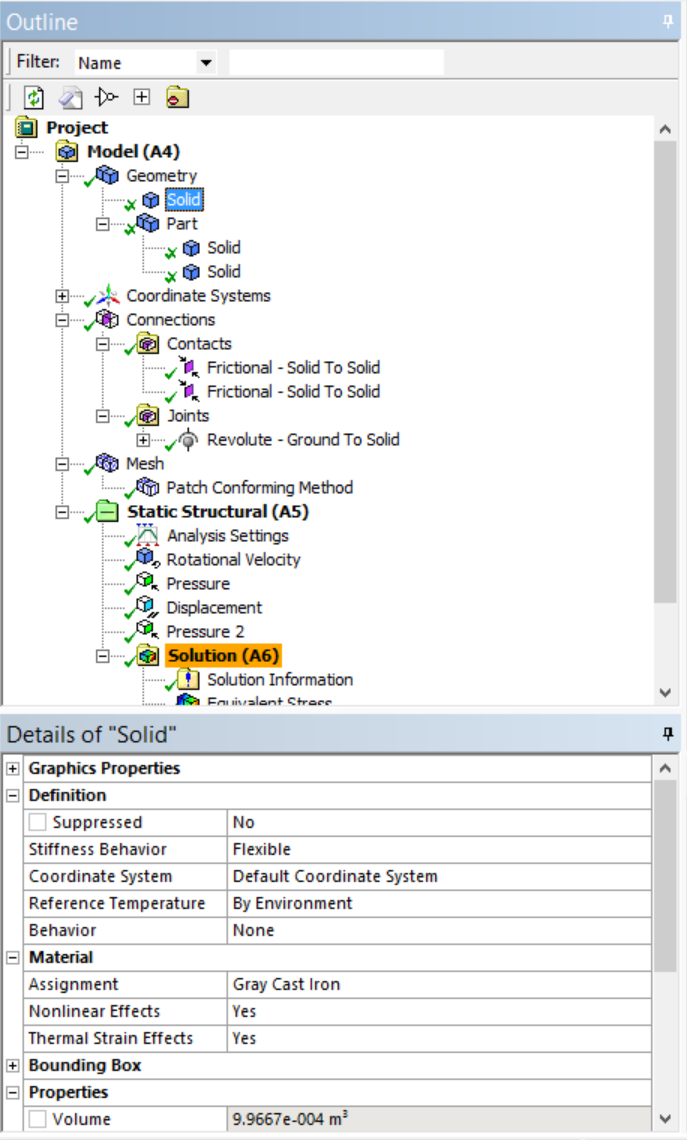 Outline
Filter: Name
Project
Model (A4)
Geometry
Solid
Part
Solid
Solid
Coordinate Systems
Connections
Contacts
Frictional - Solid To Solid
Frictional - Solid To Solid
Joints
Revolute - Ground To Solid
Mesh
Patch Conforming Method
Static Structural (A5)
Analysis Settings
Rotational Velocity
Pressure
Displacement
Pressure 2
Solution (A6)
Solution Information
Equivalent Stress
Details of "Solid"
Graphics Properties
Definition
Suppressed No
Stiffness Behavior Flexible
Coordinate System Default Coordinate System
Reference Temperature By Environment
Behavior None
Material
Assignment Gray Cast Iron
Nonlinear Effects Yes
Thermal Strain Effects Yes
Bounding Box
Properties
Volume 9.9667e-004 m³